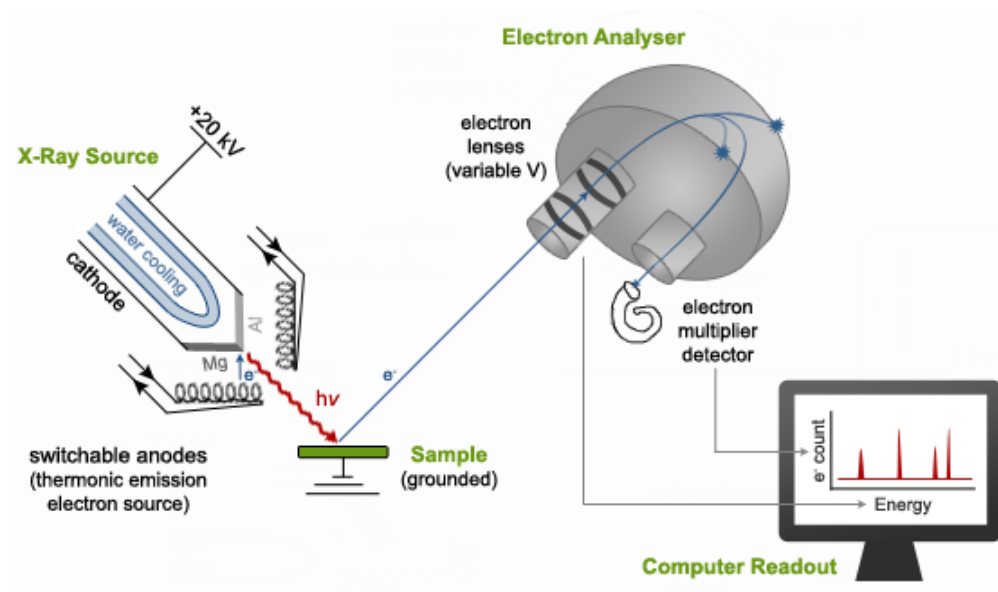 Electron Analyser
+20 kV
X-Ray Source
electron
lenses
(variable V)
water cooling
cathode
Al
Mg
e-
hν
e-
electron
multiplier
detector
switchable anodes
(thermonic emission
electron source)
Sample
(grounded)
e- count
Energy
Computer Readout